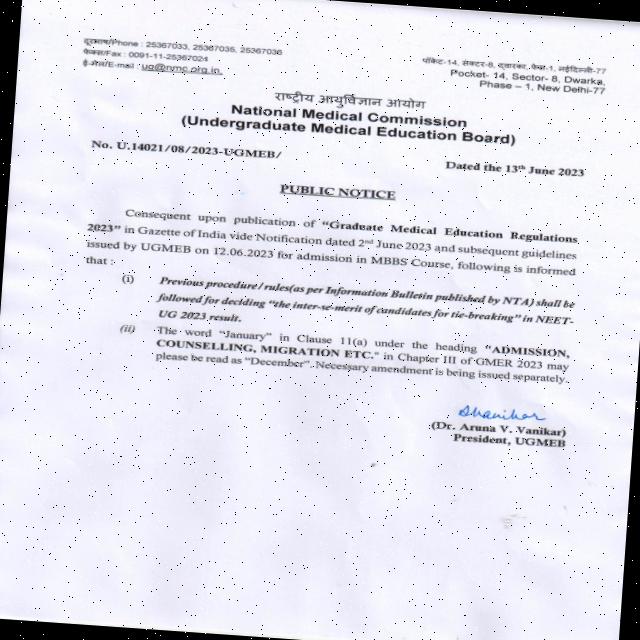 दूरभाष/Phone : 25367033, 25367035, 25367036
फैक्स/Fax : 0091-11-25367024
ई-मेल/E-mail : ug@nmc.org.in
पॉकेट-14, सेक्टर-8, द्वारका, फेस-1, नईदिल्ली-77
Pocket- 14, Sector- 8, Dwarka,
Phase – 1, New Delhi-77
राष्ट्रीय आयुर्विज्ञान आयोग
National Medical Commission
(Undergraduate Medical Education Board)
No. U.14021/08/2023-UGMEB/
Dated the 13th June 2023
PUBLIC NOTICE
Consequent upon publication of “Graduate Medical Education Regulations
2023” in Gazette of India vide Notification dated 2nd June 2023 and subsequent guidelines
issued by UGMEB on 12.06.2023 for admission in MBBS Course, following is informed
that :
(i) Previous procedure/rules(as per Information Bulletin published by NTA) shall be
followed for deciding “the inter-se-merit of candidates for tie-breaking” in NEET-
UG 2023 result.
(ii) The word “January” in Clause 11(a) under the heading “ADMISSION,
COUNSELLING, MIGRATION ETC.” in Chapter III of GMER 2023 may
please be read as “December”. Necessary amendment is being issued separately.
(Dr. Aruna V. Vanikar)
President, UGMEB